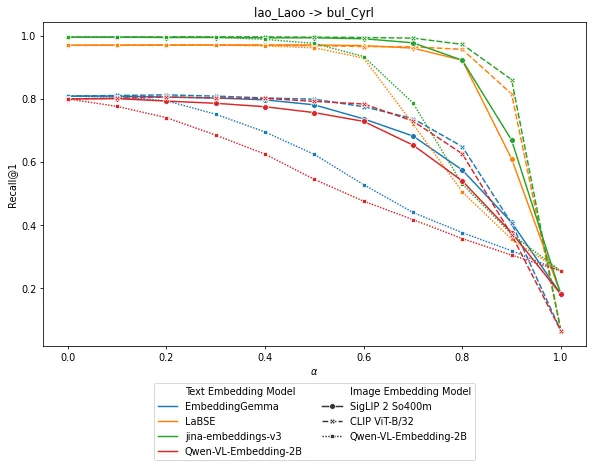 lao_Laoo -> bul_Cyrl
Recall@1
1.0
0.8
0.6
0.4
0.2
0.0
0.2
0.4
0.6
0.8
1.0
α
Text Embedding Model
EmbeddingGemma
LaBSE
jina-embeddings-v3
Qwen-VL-Embedding-2B
Image Embedding Model
SigLIP 2 So400m
CLIP ViT-B/32
Qwen-VL-Embedding-2B